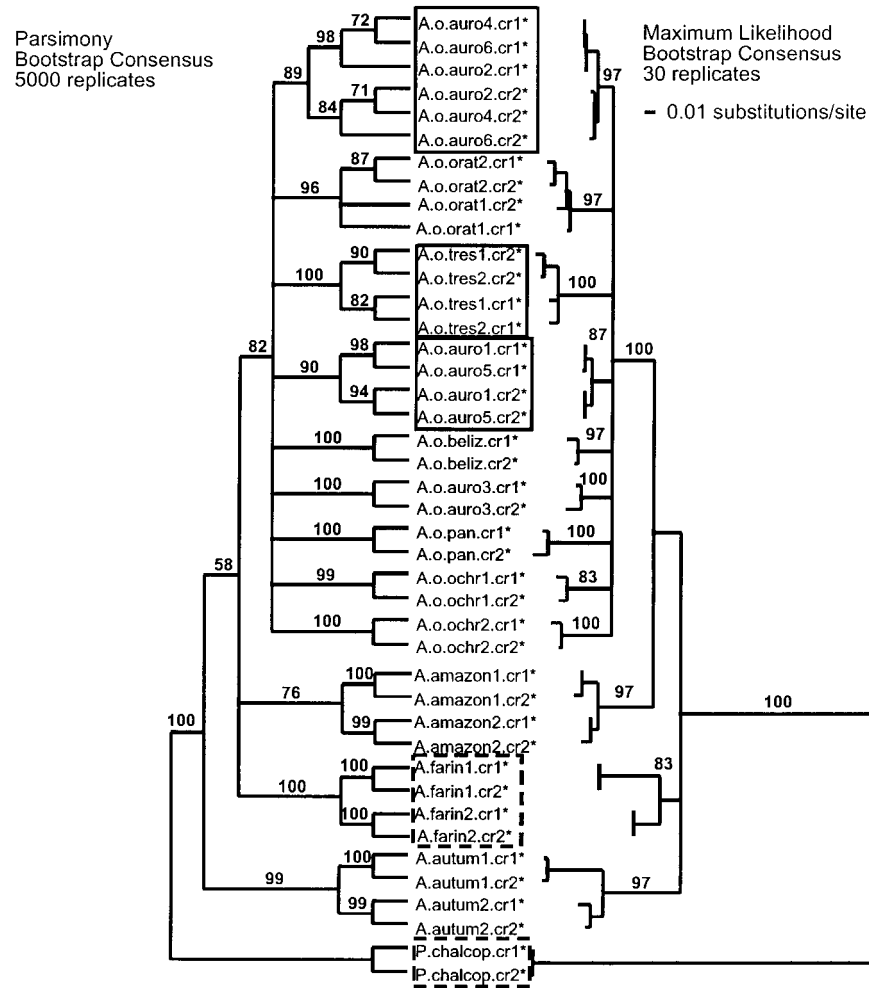 Parsimony
Bootstrap Consensus
5000 replicates
Maximum Likelihood
Bootstrap Consensus
30 replicates
0.01 substitutions/site
72
98
89
71
84
A.o.auro4.cr1*
A.o.auro6.cr1*
A.o.auro2.cr1*
A.o.auro2.cr2*
A.o.auro4.cr2*
A.o.auro6.cr2*
97
87
96
A.o.orat2.cr1*
A.o.orat2.cr2*
A.o.orat1.cr2*
A.o.orat1.cr1*
97
90
100
82
A.o.tres1.cr2*
A.o.tres2.cr2*
A.o.tres1.cr1*
A.o.tres2.cr1*
100
82
98
90
94
A.o.auro1.cr1*
A.o.auro5.cr1*
A.o.auro1.cr2*
A.o.auro5.cr2*
87
100
100
A.o.beliz.cr1*
A.o.beliz.cr2*
97
100
A.o.auro3.cr1*
A.o.auro3.cr2*
100
100
A.o.pan.cr1*
A.o.pan.cr2*
100
58
99
A.o.ochr1.cr1*
A.o.ochr1.cr2*
83
100
A.o.ochr2.cr1*
A.o.ochr2.cr2*
100
100
76
99
A.amazon1.cr1*
A.amazon1.cr2*
A.amazon2.cr1*
A.amazon2.cr2*
97
100
100
100
100
100
A.farin1.cr1*
A.farin1.cr2*
A.farin2.cr1*
A.farin2.cr2*
83
100
99
99
A.autum1.cr1*
A.autum1.cr2*
A.autum2.cr1*
A.autum2.cr2*
97
P.chalcop.cr1*
P.chalcop.cr2*